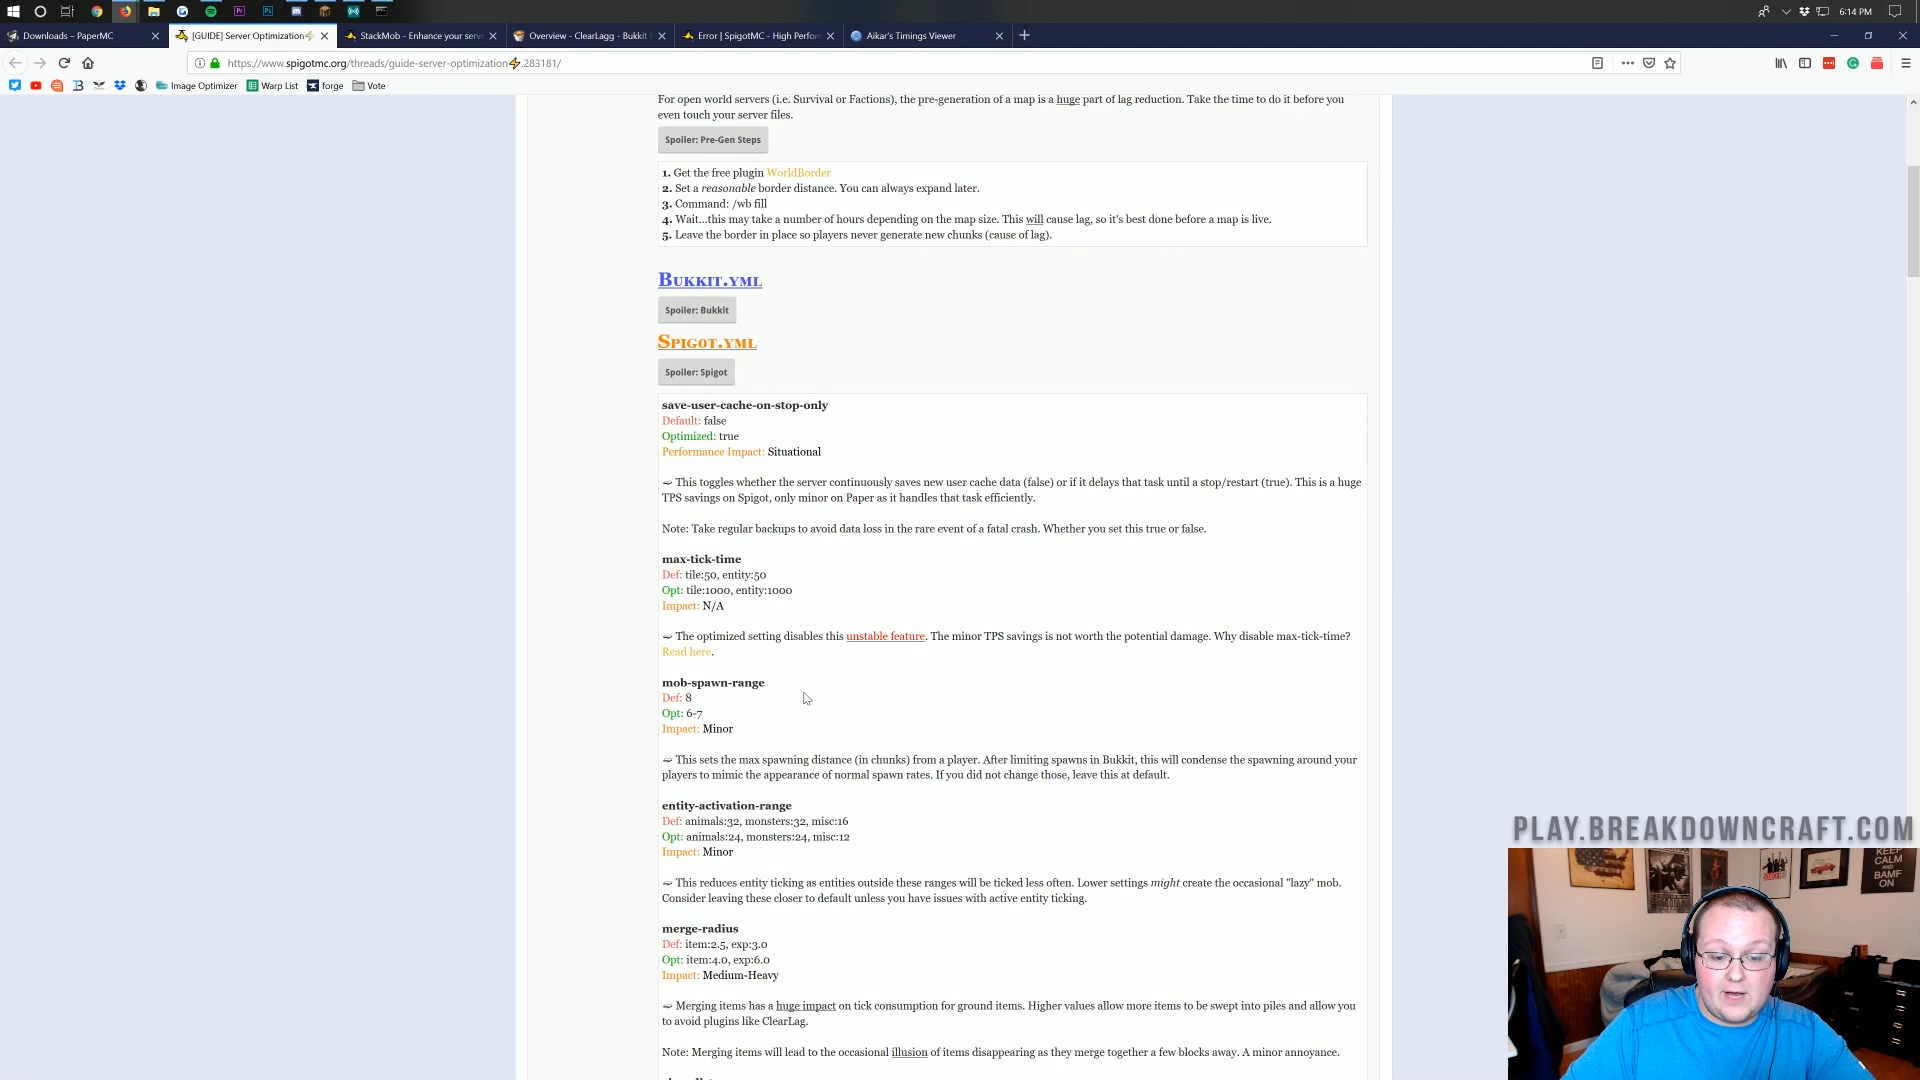 6:14 PM
Downloads – PaperMC
[GUIDE] Server Optimization⚡
StackMob - Enhance your serve
Overview - ClearLagg - Bukkit
Error | SpigotMC - High Perform
Aikar's Timings Viewer
https://www.spigotmc.org/threads/guide-server-optimization⚡.283181/
Image Optimizer
Warp List
forge
Vote
For open world servers (i.e. Survival or Factions), the pre-generation of a map is a huge part of lag reduction. Take the time to do it before you
even touch your server files.
Spoiler: Pre-Gen Steps
1. Get the free plugin WorldBorder
2. Set a reasonable border distance. You can always expand later.
3. Command: /wb fill
4. Wait...this may take a number of hours depending on the map size. This will cause lag, so it's best done before a map is live.
5. Leave the border in place so players never generate new chunks (cause of lag).
Bukkit.yml
Spoiler: Bukkit
Spigot.yml
Spoiler: Spigot
save-user-cache-on-stop-only
Default: false
Optimized: true
Performance Impact: Situational
➫ This toggles whether the server continuously saves new user cache data (false) or if it delays that task until a stop/restart (true). This is a huge
TPS savings on Spigot, only minor on Paper as it handles that task efficiently.
Note: Take regular backups to avoid data loss in the rare event of a fatal crash. Whether you set this true or false.
max-tick-time
Def: tile:50, entity:50
Opt: tile:1000, entity:1000
Impact: N/A
➫ The optimized setting disables this unstable feature. The minor TPS savings is not worth the potential damage. Why disable max-tick-time?
Read here.
mob-spawn-range
Def: 8
Opt: 6-7
Impact: Minor
➫ This sets the max spawning distance (in chunks) from a player. After limiting spawns in Bukkit, this will condense the spawning around your
players to mimic the appearance of normal spawn rates. If you did not change those, leave this at default.
entity-activation-range
Def: animals:32, monsters:32, misc:16
Opt: animals:24, monsters:24, misc:12
Impact: Minor
➫ This reduces entity ticking as entities outside these ranges will be ticked less often. Lower settings might create the occasional "lazy" mob.
Consider leaving these closer to default unless you have issues with active entity ticking.
merge-radius
Def: item:2.5, exp:3.0
Opt: item:4.0, exp:6.0
Impact: Medium-Heavy
➫ Merging items has a huge impact on tick consumption for ground items. Higher values allow more items to be swept into piles and allow you
to avoid plugins like ClearLag.
Note: Merging items will lead to the occasional illusion of items disappearing as they merge together a few blocks away. A minor annoyance.
PLAY.BREAKDOWNCRAFT.COM
KEEP
CALM
AND
BAMF
ON